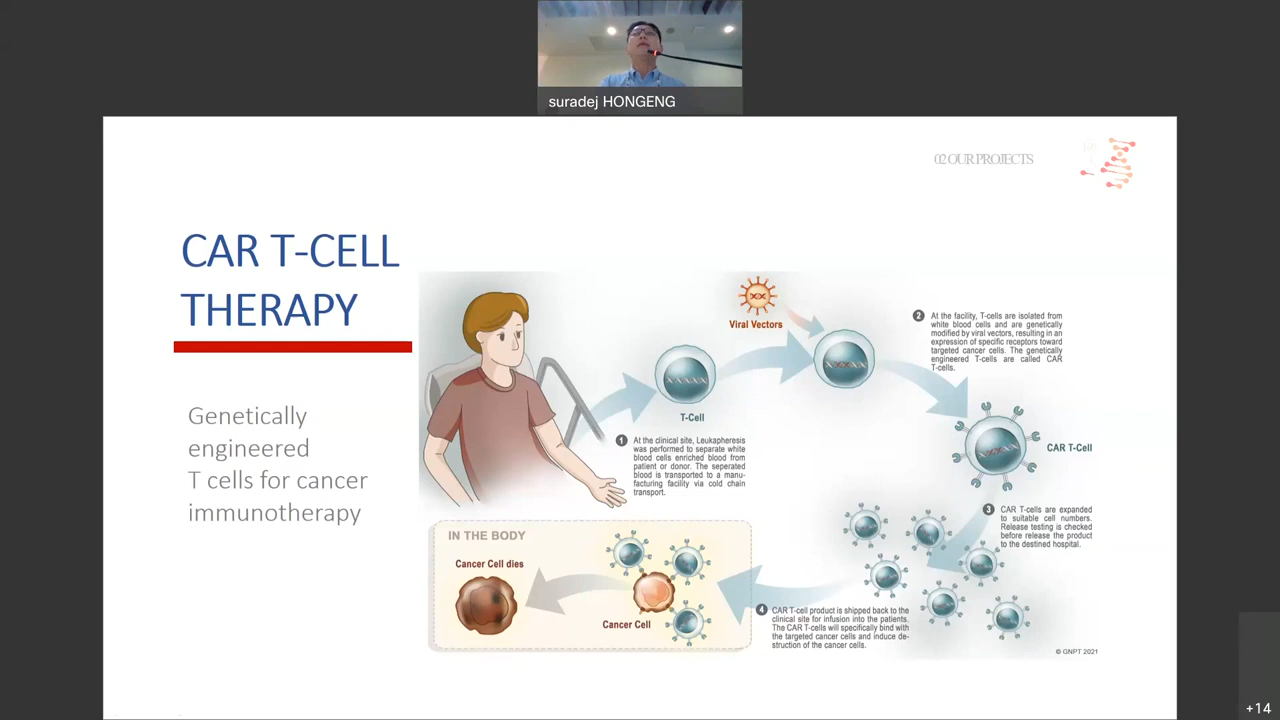 suradej HONGENG
02 OUR PROJECTS
CAR T-CELL
THERAPY
Genetically
engineered
T cells for cancer
immunotherapy
Viral Vectors
T-Cell
1 At the clinical site, Leukapheresis
was performed to separate white
blood cells enriched blood from
patient or donor. The seperated
blood is transported to a manu-
facturing facility via cold chain
transport.
2 At the facility, T-cells are isolated from
white blood cells and are genetically
modified by viral vectors, resulting in an
expression of specific receptors toward
targeted cancer cells. The genetically
engineered T-cells are called CAR
T-cells.
CAR T-Cell
3 CAR T-cells are expanded
to suitable cell numbers.
Release testing is checked
before release the product
to the destined hospital.
4 CAR T-cell product is shipped back to the
clinical site for infusion into the patients.
The CAR T-cells will specifically bind with
the targeted cancer cells and induce de-
struction of the cancer cells.
IN THE BODY
Cancer Cell dies
Cancer Cell
© GNPT 2021
+14